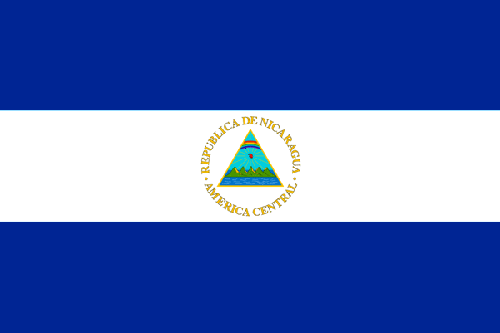 REPUBLICA DE NICARAGUA
· AMERICA CENTRAL ·